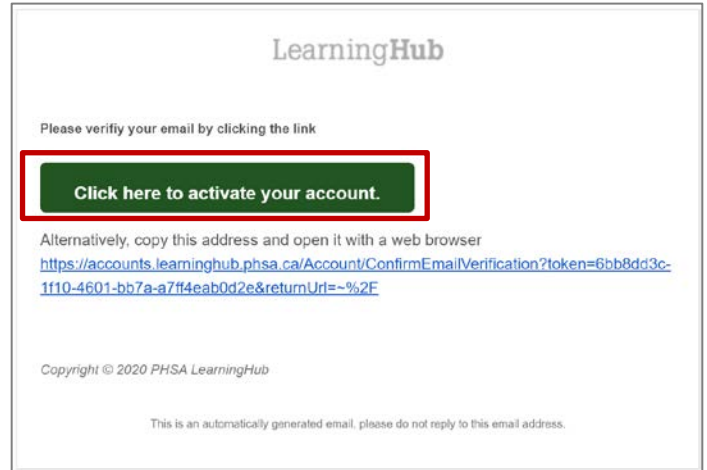 LearningHub
Please verifiy your email by clicking the link
Click here to activate your account.
Alternatively, copy this address and open it with a web browser
https://accounts.learninghub.phsa.ca/Account/ConfirmEmailVerification?token=6bb8dd3c-
1f10-4601-bb7a-a7ff4eab0d2e&returnUrl=~%2F
Copyright © 2020 PHSA LearningHub
This is an automatically generated email, please do not reply to this email address.